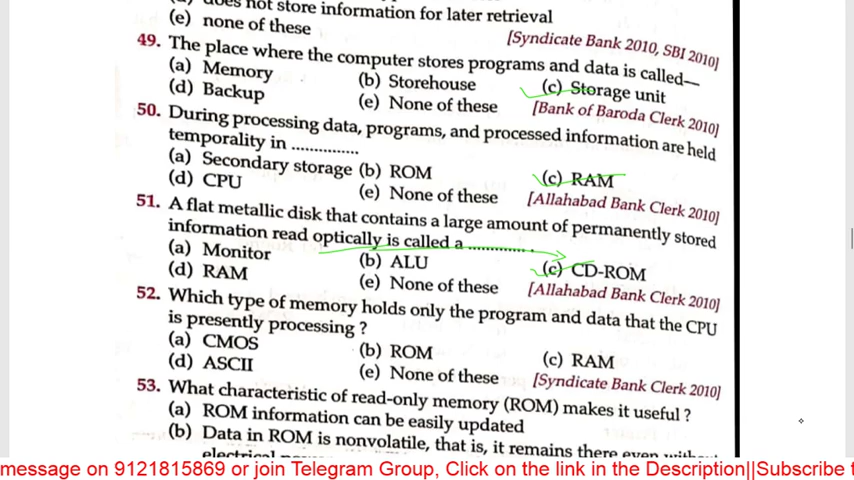 does not store information for later retrieval
(e) none of these
[Syndicate Bank 2010, SBI 2010]
49. The place where the computer stores programs and data is called—
(a) Memory (b) Storehouse (c) Storage unit
(d) Backup (e) None of these [Bank of Baroda Clerk 2010]
50. During processing data, programs, and processed information are held
temporality in ...............
(a) Secondary storage (b) ROM (c) RAM
(d) CPU (e) None of these [Allahabad Bank Clerk 2010]
51. A flat metallic disk that contains a large amount of permanently stored
information read optically is called a ..............
(a) Monitor (b) ALU (c) CD-ROM
(d) RAM (e) None of these [Allahabad Bank Clerk 2010]
52. Which type of memory holds only the program and data that the CPU
is presently processing ?
(a) CMOS (b) ROM (c) RAM
(d) ASCII (e) None of these [Syndicate Bank Clerk 2010]
53. What characteristic of read-only memory (ROM) makes it useful ?
(a) ROM information can be easily updated
(b) Data in ROM is nonvolatile, that is, it remains there even without
message on 9121815869 or join Telegram Group, Click on the link in the Description||Subscribe t